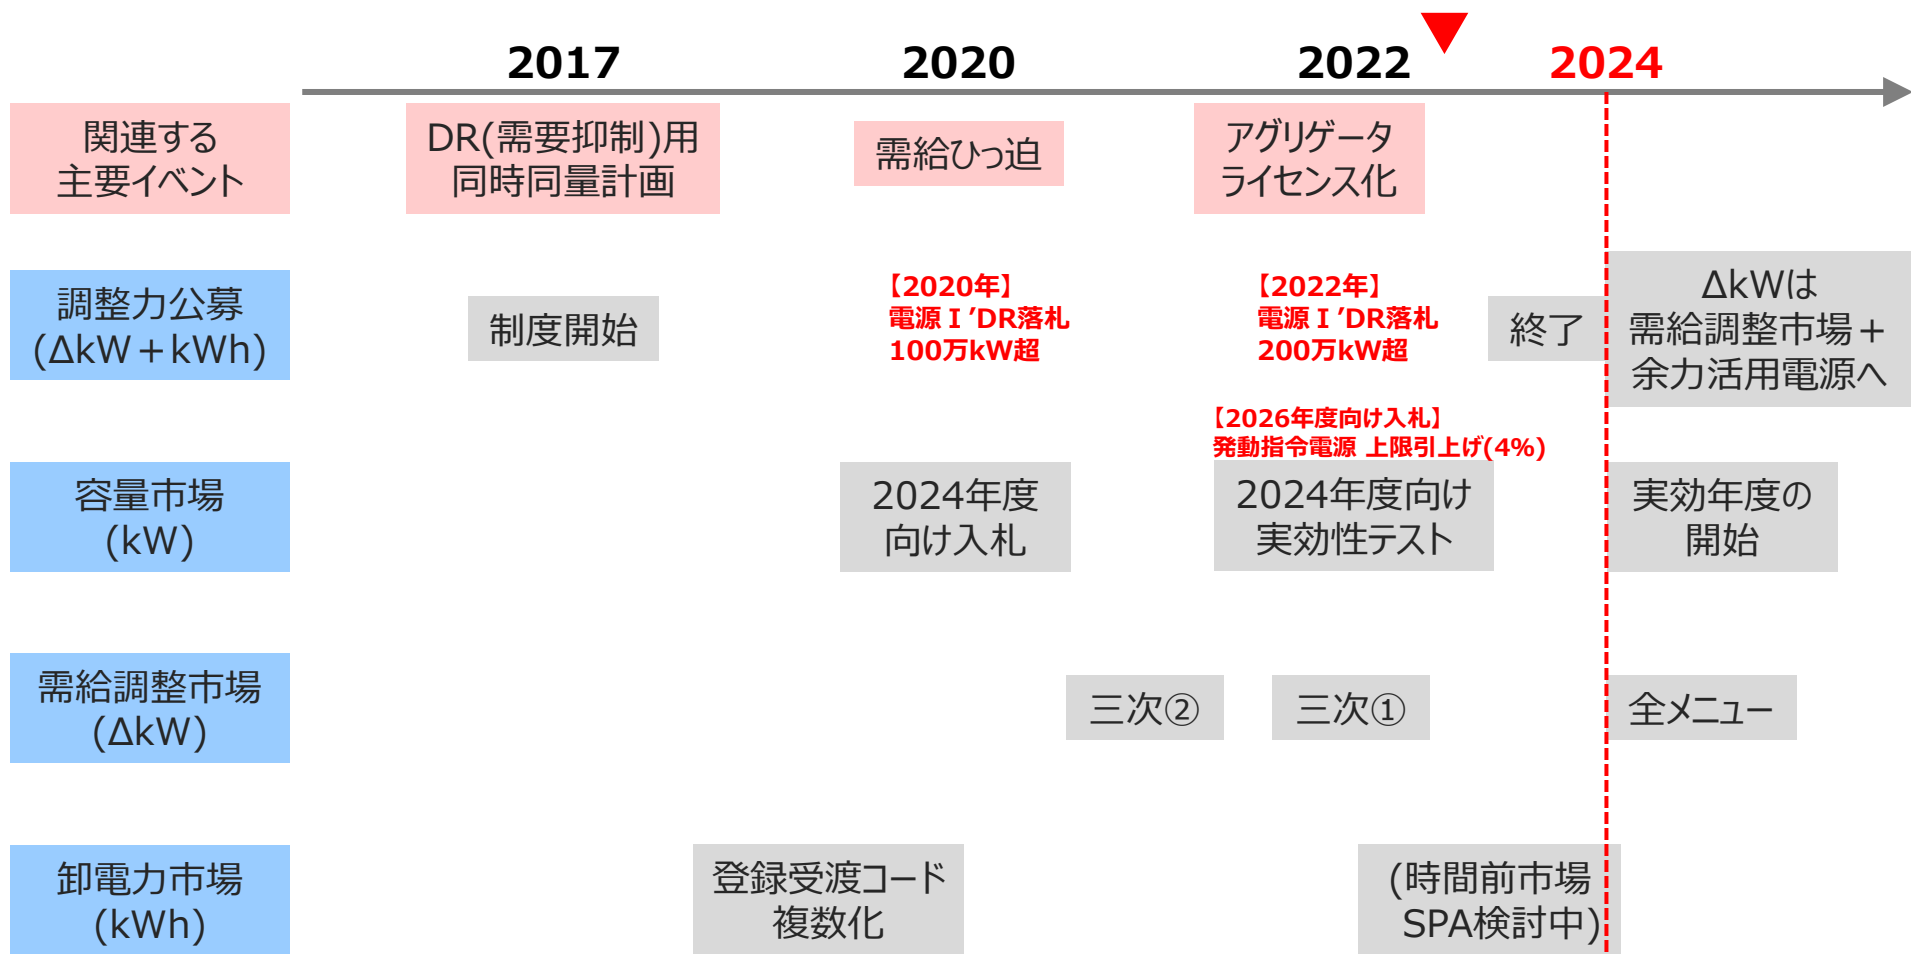 2017
2020
2022
2024
関連する
主要イベント
DR(需要抑制)用
同時同量計画
需給ひっ迫
アグリゲータ
ライセンス化
調整力公募
(ΔkW+kWh)
制度開始
【2020年】
電源Ⅰ’DR落札
100万kW超
【2022年】
電源Ⅰ’DR落札
200万kW超
終了
ΔkWは
需給調整市場+
余力活用電源へ
容量市場
(kW)
2024年度
向け入札
【2026年度向け入札】
発動指令電源 上限引上げ(4%)
2024年度向け
実効性テスト
実効年度の
開始
需給調整市場
(ΔkW)
三次②
三次①
全メニュー
卸電力市場
(kWh)
登録受渡コード
複数化
(時間前市場
SPA検討中)